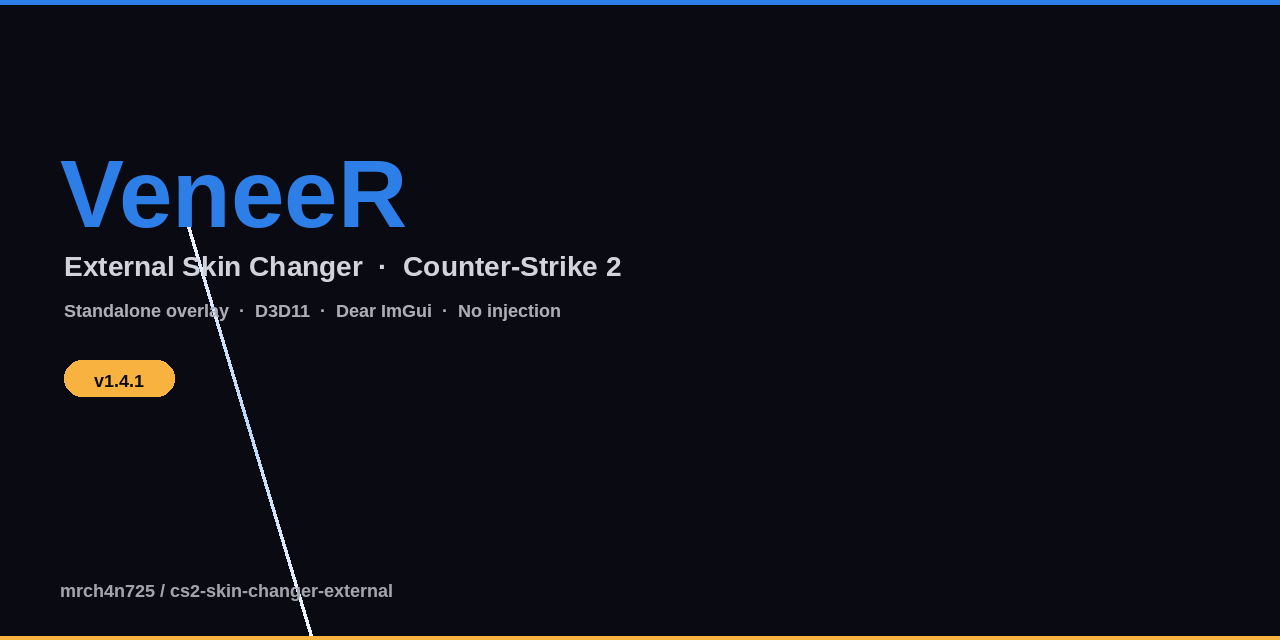 VeneeR
External Skin Changer · Counter-Strike 2
Standalone overlay · D3D11 · Dear ImGui · No injection
v1.4.1
mrch4n725 / cs2-skin-changer-external